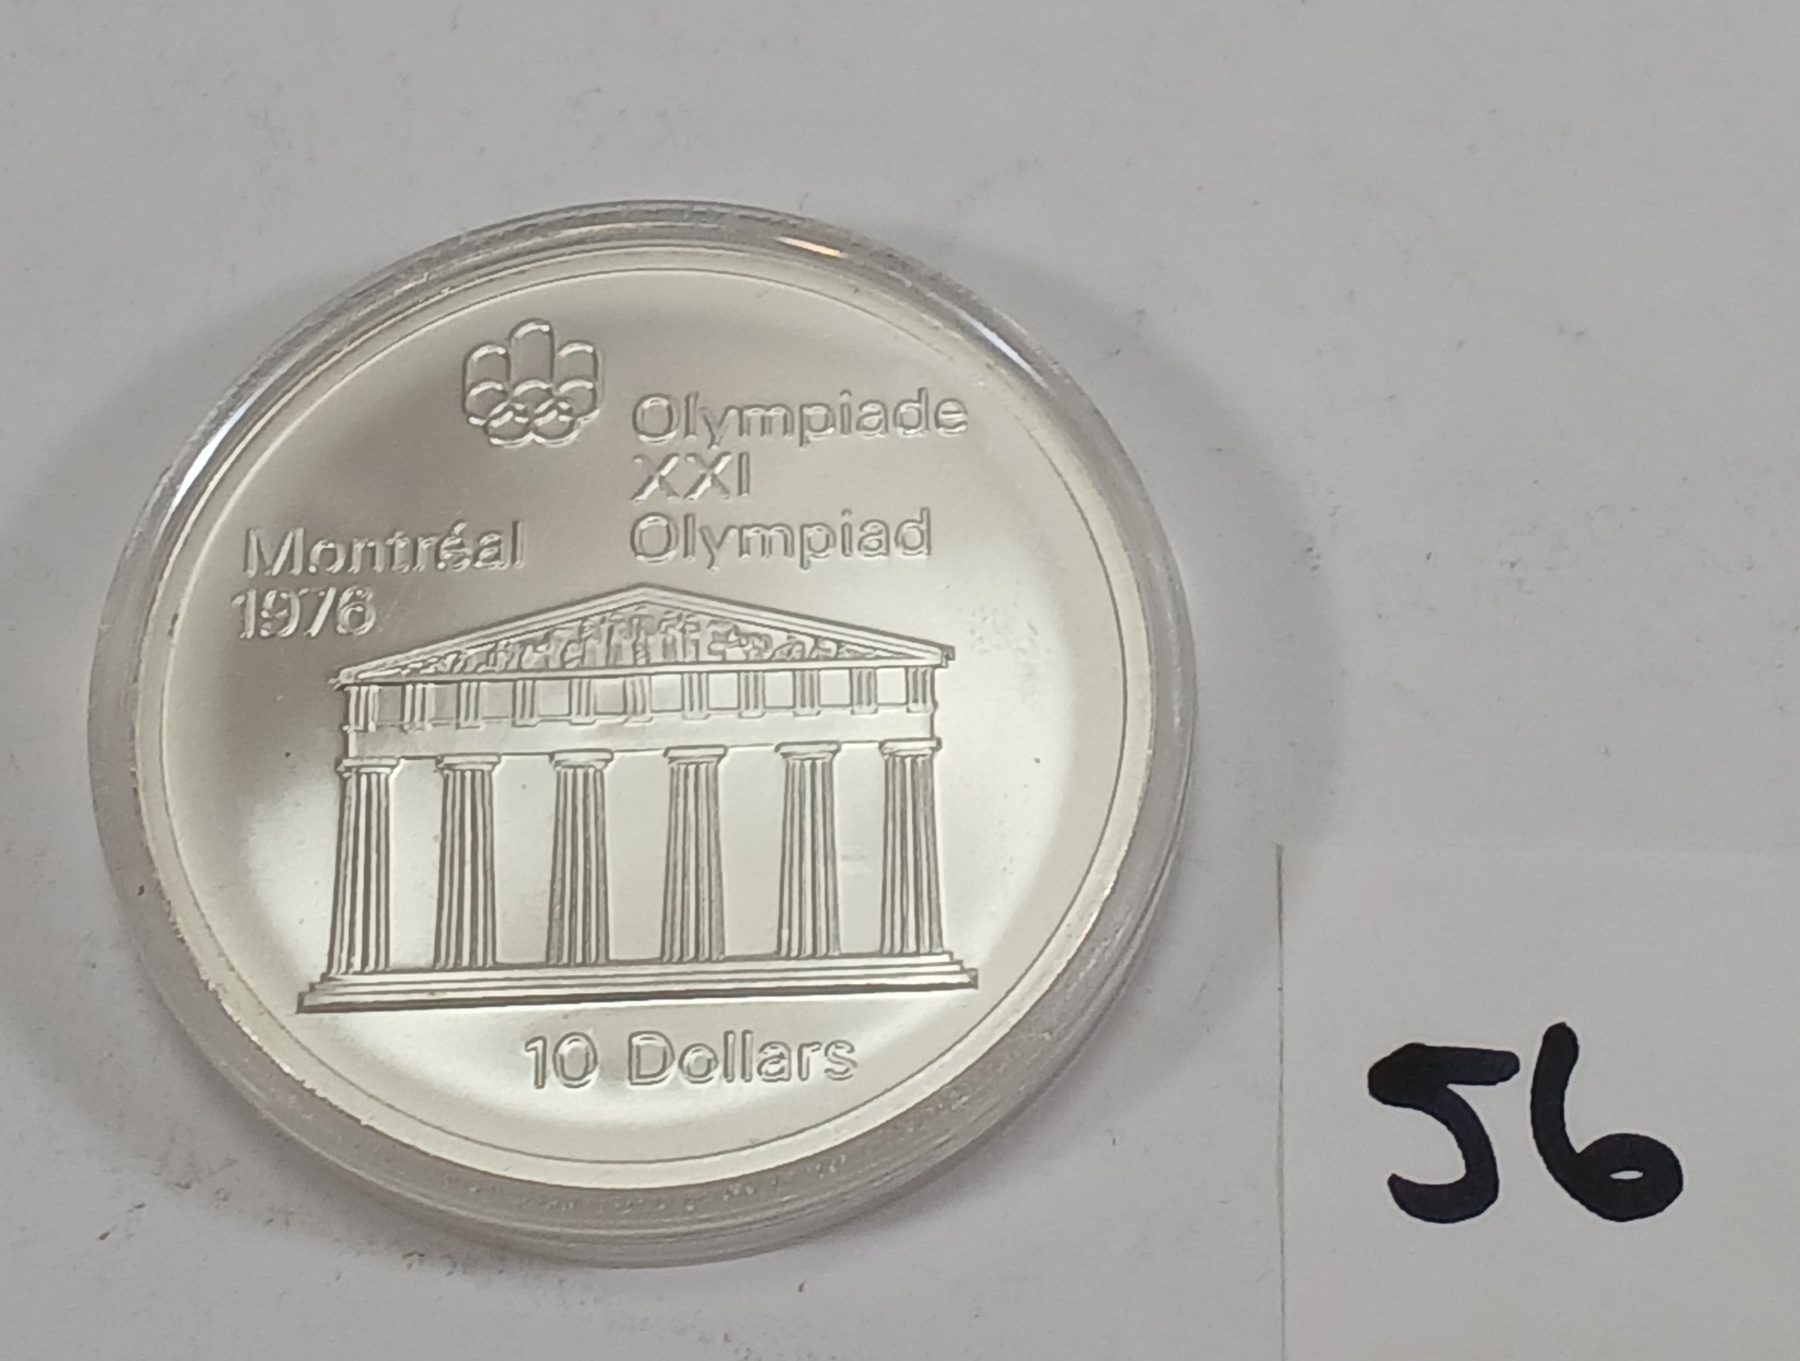 Olympiade
XXI
Olympiad
Montréal
1976
10 Dollars
56